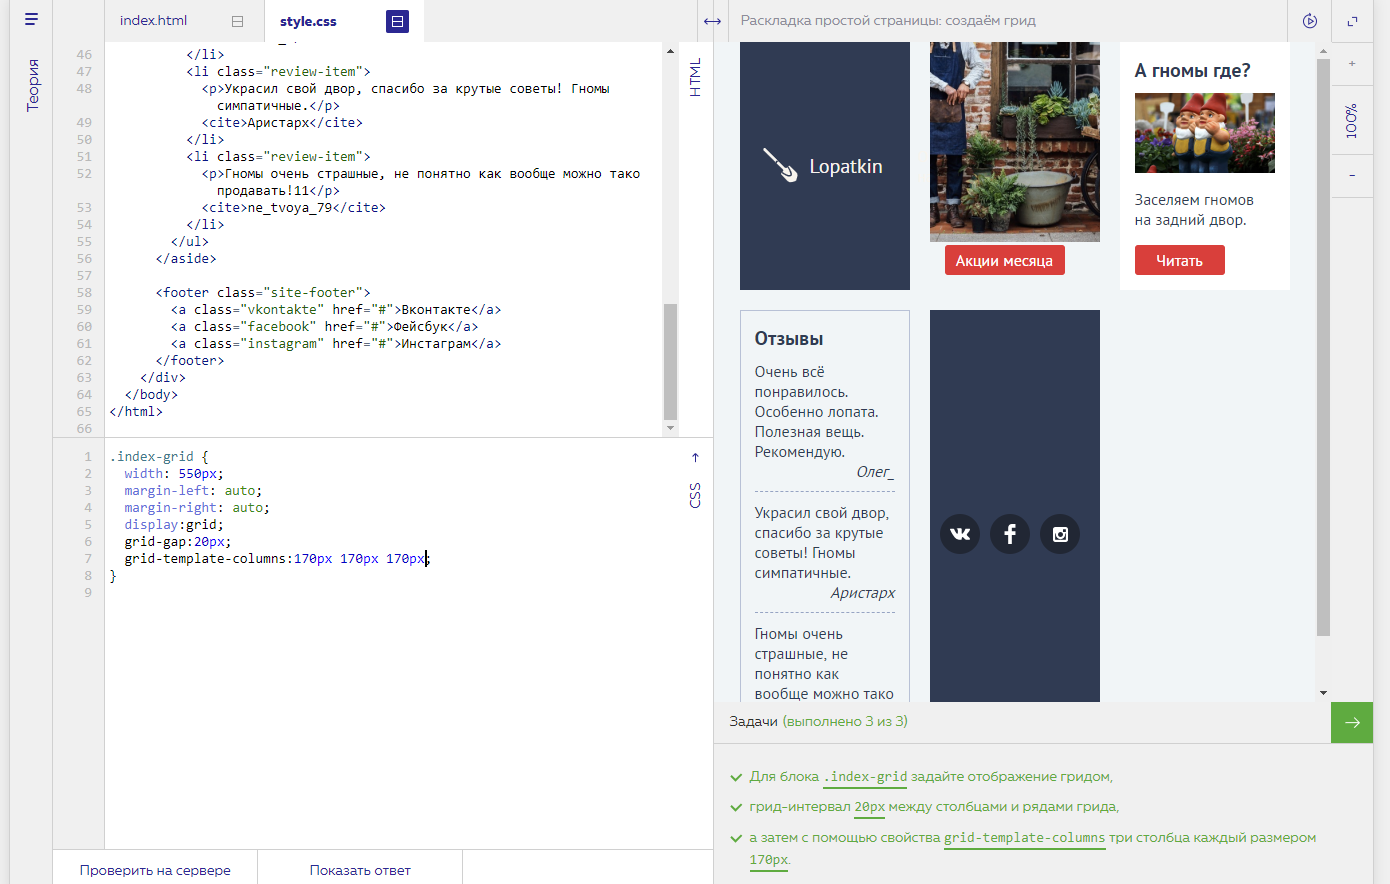 index.html
style.css
Раскладка простой страницы: создаём грид
Теория
46 </li>
47 <li class="review-item">
48 <p>Украсил свой двор, спасибо за крутые советы! Гномы
симпатичные.</p>
49 <cite>Аристарх</cite>
50 </li>
51 <li class="review-item">
52 <p>Гномы очень страшные, не понятно как вообще можно тако
продавать!11</p>
53 <cite>ne_tvoya_79</cite>
54 </li>
55 </ul>
56 </aside>
57
58 <footer class="site-footer">
59 <a class="vkontakte" href="#">Вконтакте</a>
60 <a class="facebook" href="#">Фейсбук</a>
61 <a class="instagram" href="#">Инстаграм</a>
62 </footer>
63 </div>
64 </body>
65 </html>
66
HTML
1 .index-grid {
2 width: 550px;
3 margin-left: auto;
4 margin-right: auto;
5 display:grid;
6 grid-gap:20px;
7 grid-template-columns:170px 170px 170px;
8 }
9
CSS
Проверить на сервере
Показать ответ
Lopatkin
Акции месяца
А гномы где?
Заселяем гномов
на задний двор.
Читать
Отзывы
Очень всё
понравилось.
Особенно лопата.
Полезная вещь.
Рекомендую.
Олег_
Украсил свой двор,
спасибо за крутые
советы! Гномы
симпатичные.
Аристарх
Гномы очень
страшные, не
понятно как
вообще можно тако
+
100%
-
Задачи (выполнено 3 из 3)
Для блока .index-grid задайте отображение гридом,
грид-интервал 20px между столбцами и рядами грида,
а затем с помощью свойства grid-template-columns три столбца каждый размером
170px.